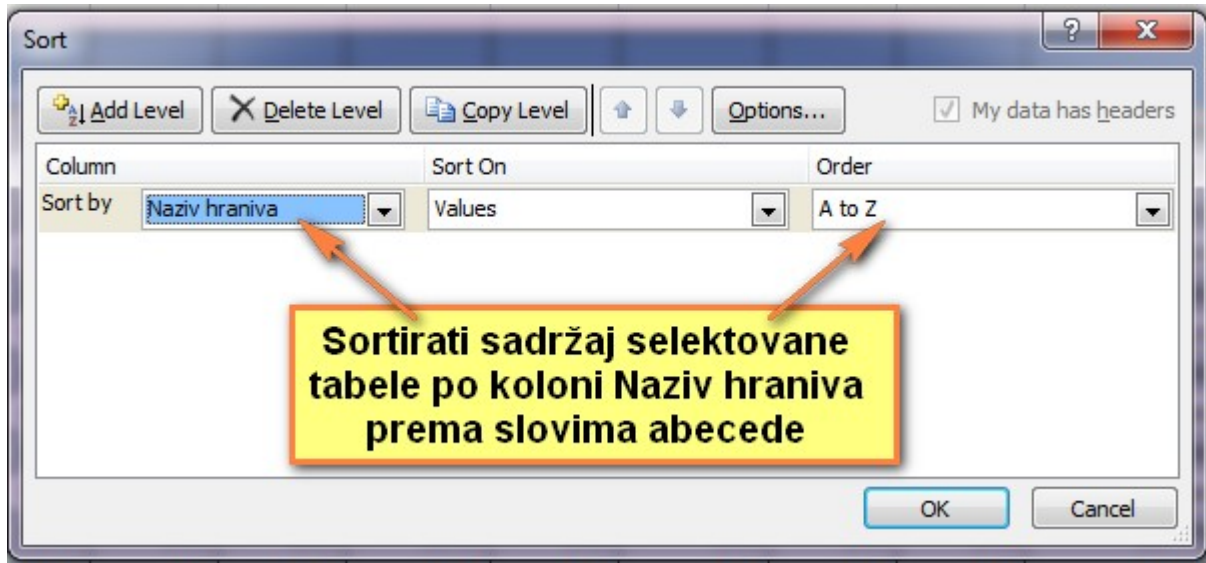 Sort
?
X
Add Level Delete Level Copy Level Options... My data has headers
Column Sort On Order
Sort by Naziv hraniva Values A to Z
Sortirati sadržaj selektovane
tabele po koloni Naziv hraniva
prema slovima abecede
OK Cancel